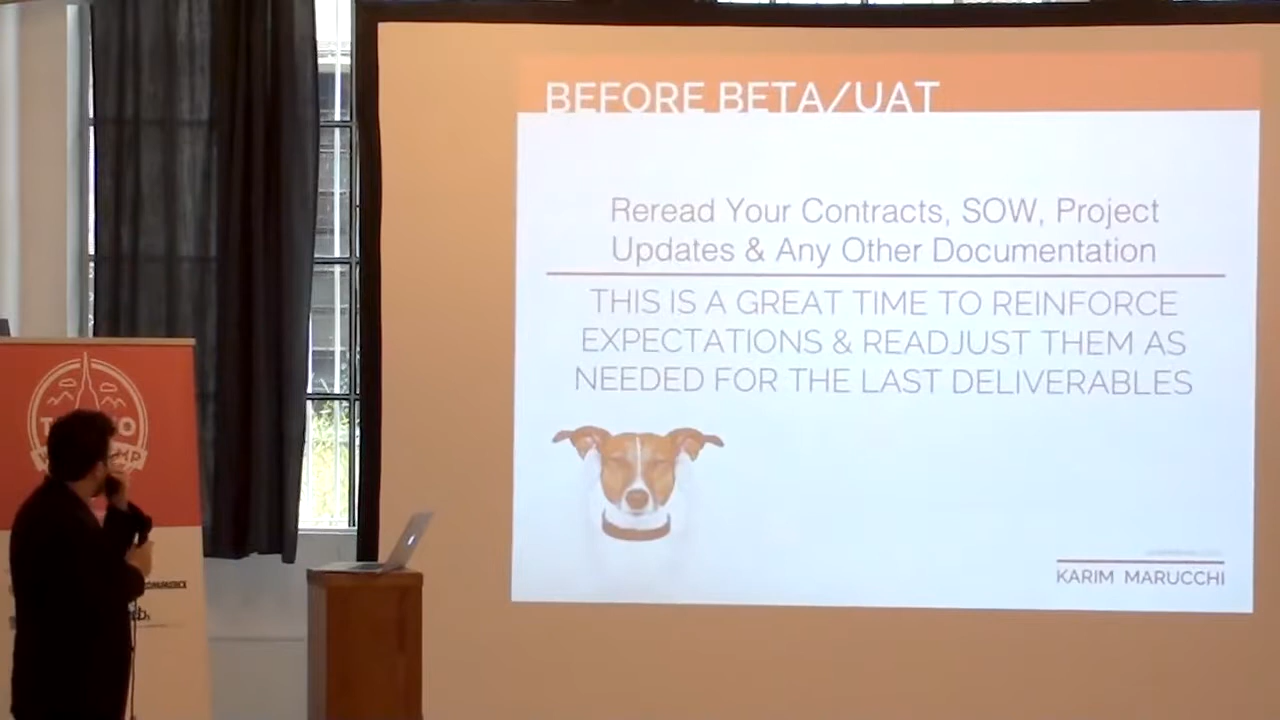 BEFORE BETA/UAT
Reread Your Contracts, SOW, Project
Updates & Any Other Documentation
THIS IS A GREAT TIME TO REINFORCE
EXPECTATIONS & READJUST THEM AS
NEEDED FOR THE LAST DELIVERABLES
KARIM MARUCCHI